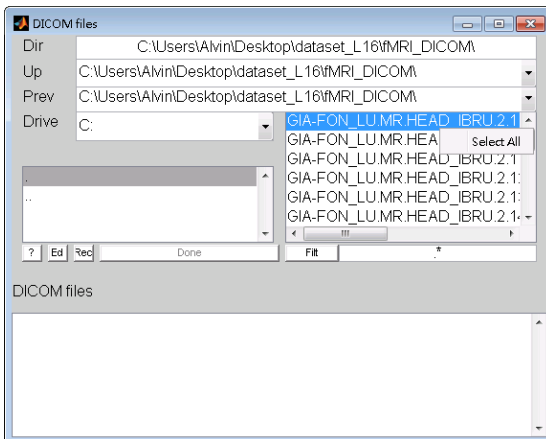 DICOM files
Dir C:\Users\Alvin\Desktop\dataset_L16\fMRI_DICOM\
Up C:\Users\Alvin\Desktop\dataset_L16\fMRI_DICOM\
Prev C:\Users\Alvin\Desktop\dataset_L16\fMRI_DICOM\
Drive C:
GIA-FON_LU.MR.HEAD_IBRU.2.1
GIA-FON_LU.MR.HEA
Select All
GIA-FON_LU.MR.HEAD_IBRU.2.1
. GIA-FON_LU.MR.HEAD_IBRU.2.1
.. GIA-FON_LU.MR.HEAD_IBRU.2.1
GIA-FON_LU.MR.HEAD_IBRU.2.1
? Ed Rec Done Filt .*
DICOM files